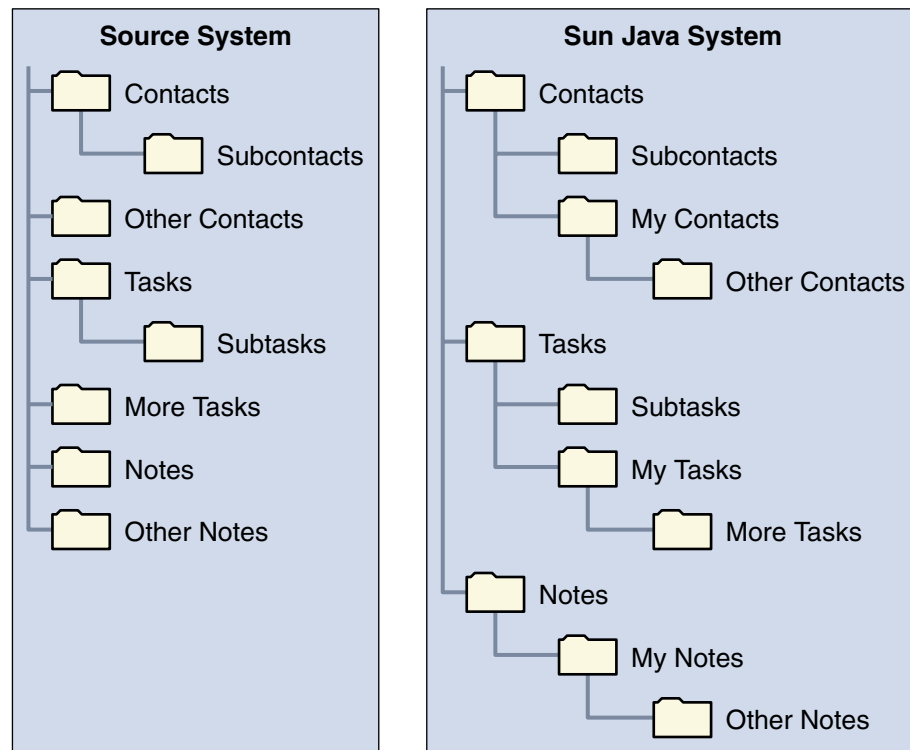 Source System
Contacts
Subcontacts
Other Contacts
Tasks
Subtasks
More Tasks
Notes
Other Notes
Sun Java System
Contacts
Subcontacts
My Contacts
Other Contacts
Tasks
Subtasks
My Tasks
More Tasks
Notes
My Notes
Other Notes